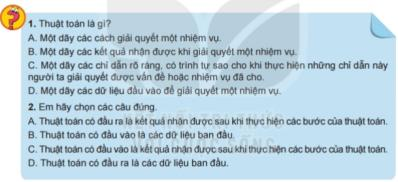 1. Thuật toán là gì?
A. Một dãy các cách giải quyết một nhiệm vụ.
B. Một dãy các kết quả nhận được khi giải quyết một nhiệm vụ.
C. Một dãy các chỉ dẫn rõ ràng, có trình tự sao cho khi thực hiện những chỉ dẫn này
người ta giải quyết được vấn đề hoặc nhiệm vụ đã cho.
D. Một dãy các dữ liệu đầu vào để giải quyết một nhiệm vụ.
2. Em hãy chọn các câu đúng.
A. Thuật toán có đầu ra là kết quả nhận được sau khi thực hiện các bước của thuật toán.
B. Thuật toán có đầu vào là các dữ liệu ban đầu.
C. Thuật toán có đầu vào là kết quả nhận được sau khi thực hiện các bước của thuật toán.
D. Thuật toán có đầu ra là các dữ liệu ban đầu.